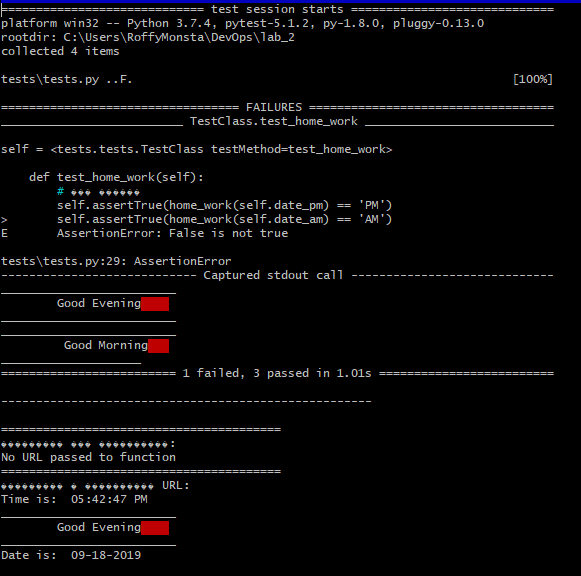 ========================== test session starts =============================
platform win32 -- Python 3.7.4, pytest-5.1.2, py-1.8.0, pluggy-0.13.0
rootdir: C:\Users\RoffyMonsta\DevOps\lab_2
collected 4 items
tests\tests.py ..F. [100%]
================================== FAILURES ===================================
__________________________ TestClass.test_home_work ___________________________
self = <tests.tests.TestClass testMethod=test_home_work>
def test_home_work(self):
#
self.assertTrue(home_work(self.date_pm) == 'PM')
> self.assertTrue(home_work(self.date_am) == 'AM')
E AssertionError: False is not true
tests\tests.py:29: AssertionError
---------------------------- Captured stdout call -----------------------------
_________________________
Good Evening
_________________________
_________________________
Good Morning
____________________
========================= 1 failed, 3 passed in 1.01s =========================
-----------------------------------------------------
========================================
:
No URL passed to function
========================================
URL:
Time is: 05:42:47 PM
_________________________
Good Evening
_________________________
Date is: 09-18-2019